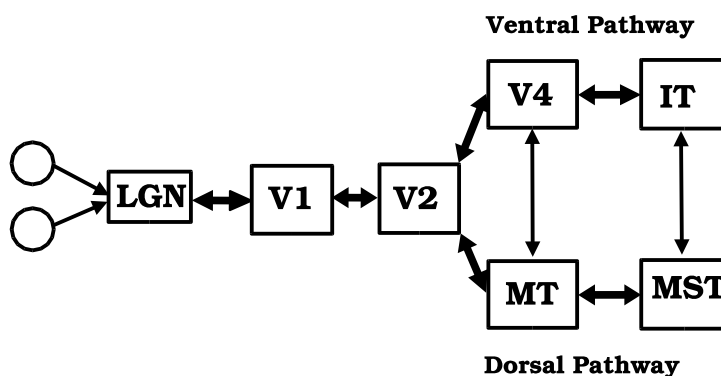 Ventral Pathway
V4
IT
LGN
V1
V2
MT
MST
Dorsal Pathway